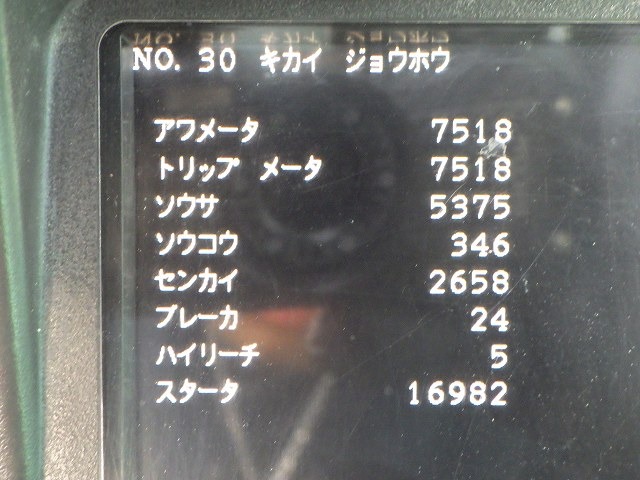 NO. 30 キカイ ジョウホウ
アワメータ 7518
トリップ メータ 7518
ソウサ 5375
ソウコウ 346
センカイ 2658
ブレーカ 24
ハイリーチ 5
スタータ 16982